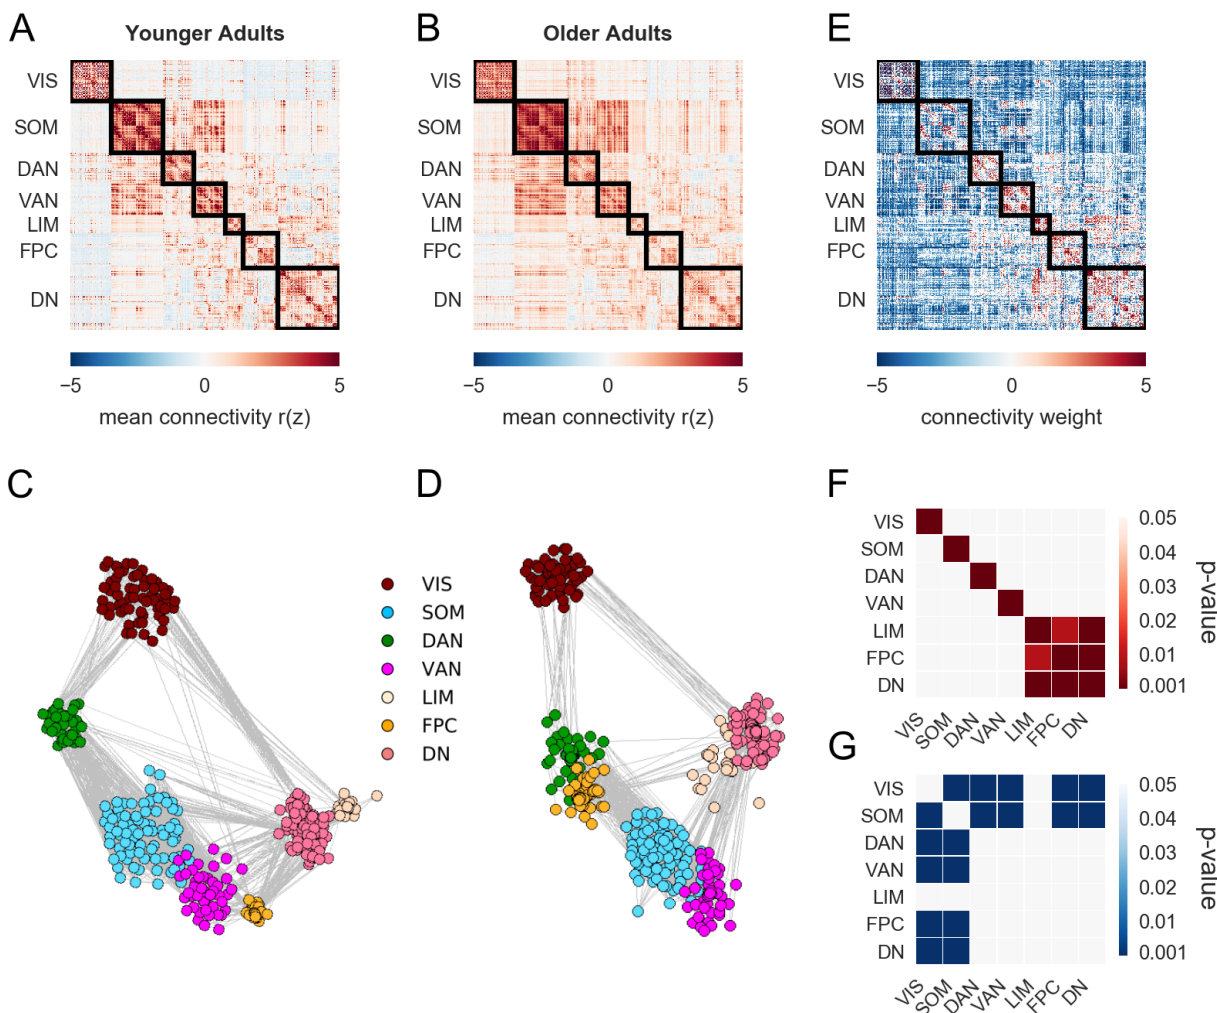 A
Younger Adults
VIS
SOM
DAN
VAN
LIM
FPC
DN
−5 0 5
mean connectivity r(z)
B
Older Adults
VIS
SOM
DAN
VAN
LIM
FPC
DN
−5 0 5
mean connectivity r(z)
E
VIS
SOM
DAN
VAN
LIM
FPC
DN
−5 0 5
connectivity weight
C
D
VIS
SOM
DAN
VAN
LIM
FPC
DN
F
VIS
SOM
DAN
VAN
LIM
FPC
DN
VIS SOM DAN VAN LIM FPC DN
0.05
0.04
0.03
0.02
0.01
0.001
p-value
G
VIS
SOM
DAN
VAN
LIM
FPC
DN
VIS SOM DAN VAN LIM FPC DN
0.05
0.04
0.03
0.02
0.01
0.001
p-value